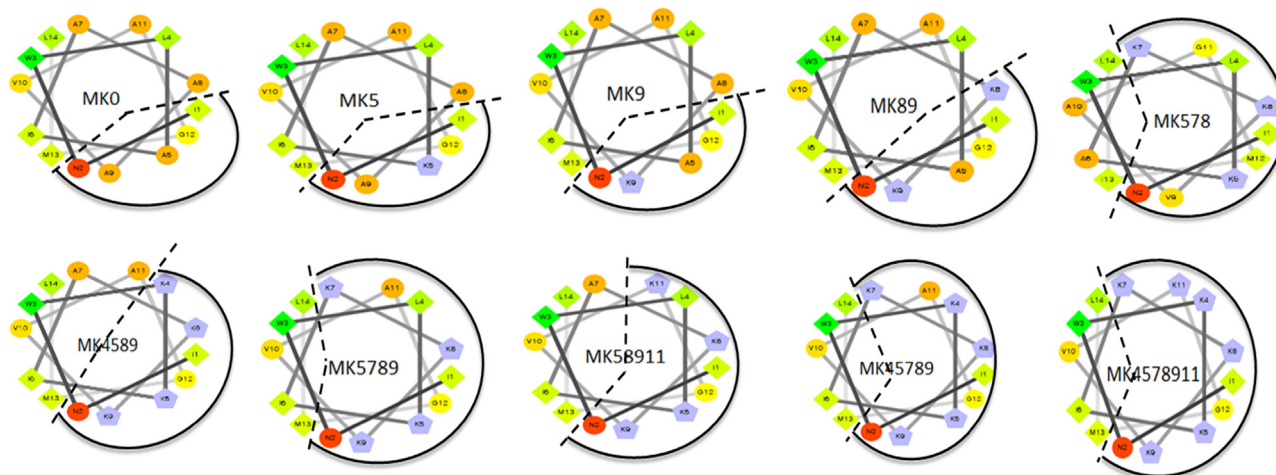 A7 A11
L14 L4
W3
V10 A8
MK0
I1
I6 G12
M13 A5
N2 A9
A7 A11
L14 L4
W3
V10 A8
MK5
I1
I6 G12
M13 K5
N2 A9
A7 A11
L14 L4
W3
V10 A8
MK9
I1
I6 G12
M13 A5
N2 K9
A7 A11
L14 L4
W3
V10 K8
MK89
I1
I6 G12
M13 A5
N2 K9
K7 G11
L14 L4
W3
A10 K8
MK578
I1
A6 M12
I13 K5
N2 V9
A7 A11
L14 K4
W3
V10 K8
MK4589
I1
I6 G12
M13 K5
N2 K9
K7 A11
L14 L4
W3
V10 K8
MK5789
I1
I6 G12
M13 K5
N2 K9
A7 K11
L14 L4
W3
V10 K8
MK58911
I1
I6 G12
M13 K5
N2 K9
K7 A11
L14 K4
W3
V10 K8
MK45789
I1
I6 G12
M13 K5
N2 K9
K7 K11
L14 K4
W3
V10 K8
MK4578911
I1
I6 G12
M13 K5
N2 K9